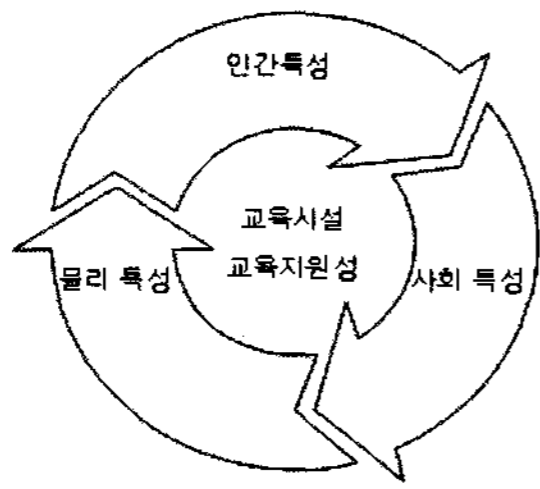 인간특성
교육시설
교육지원성
물리 특성
사회 특성